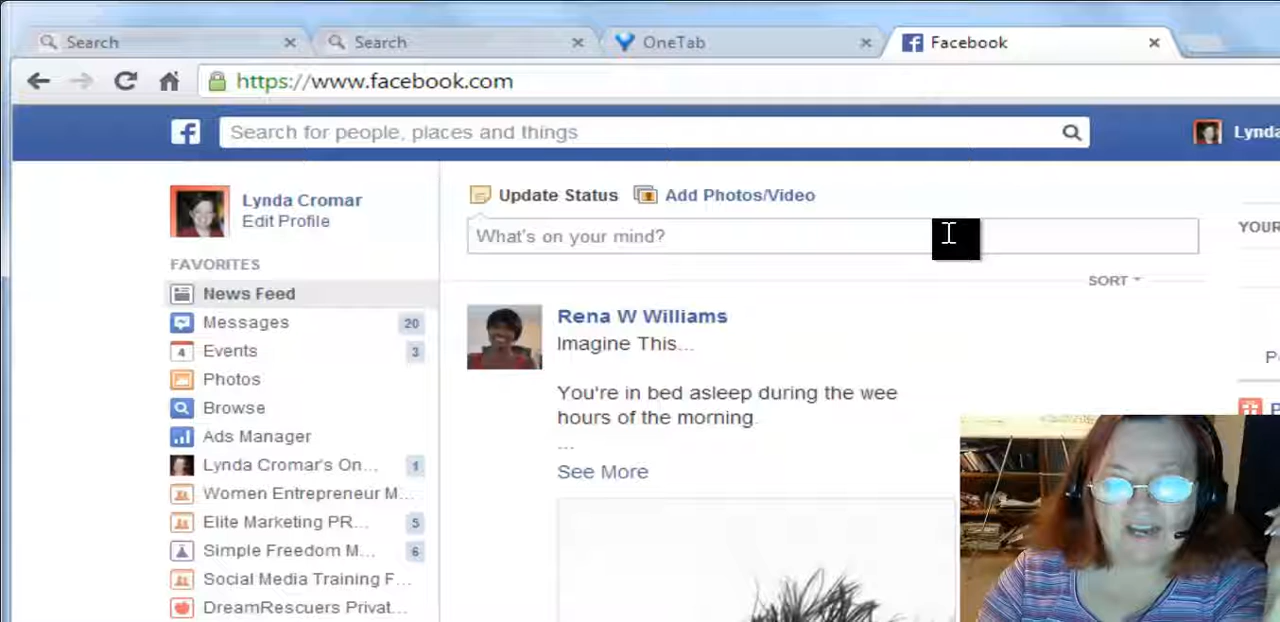 Search
Search
OneTab
Facebook
https://www.facebook.com
Search for people, places and things
Lynda Cromar
Edit Profile
FAVORITES
News Feed
Messages 20
4 Events 3
Photos
Browse
Ads Manager
Lynda Cromar's On... 1
Women Entrepreneur M...
Elite Marketing PR... 5
Simple Freedom M... 6
Social Media Training F...
DreamRescuers Privat...
Update Status Add Photos/Video
What's on your mind?
SORT
Rena W Williams
Imagine This...
You're in bed asleep during the wee
hours of the morning.
...
See More
YOUR